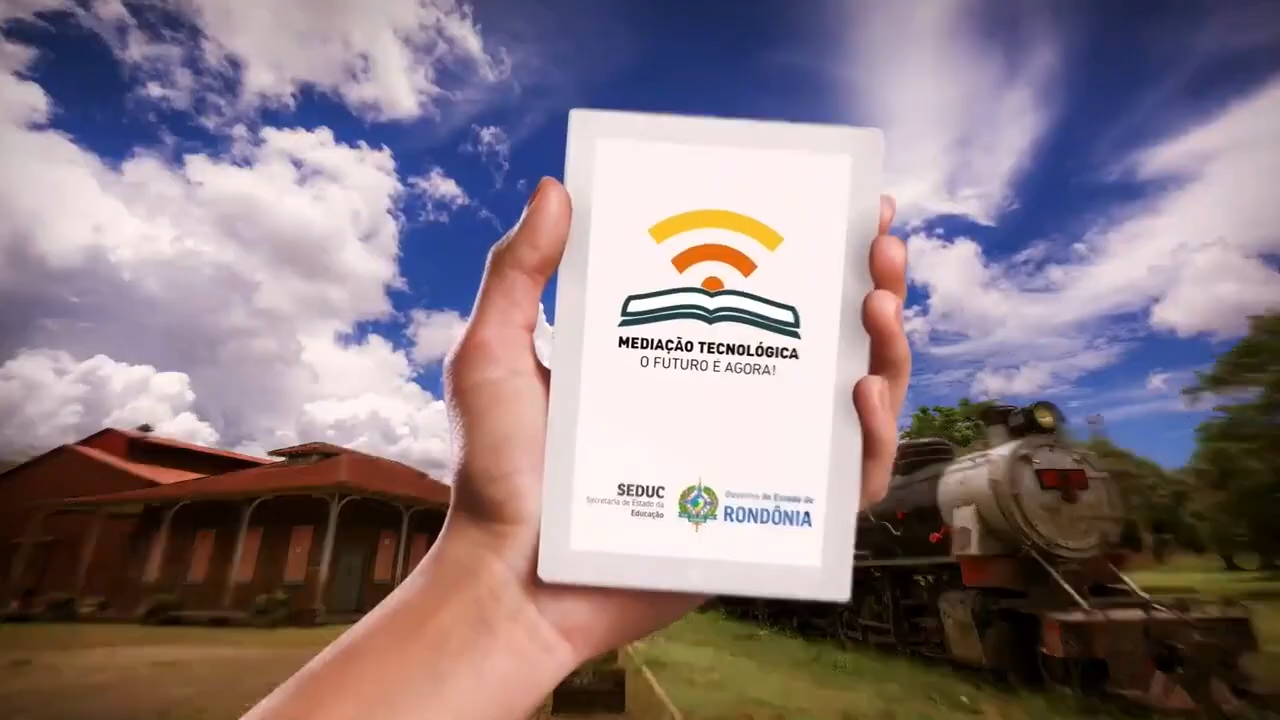 MEDIAÇÃO TECNOLÓGICA
O FUTURO É AGORA!
SEDUC
Secretaria de Estado da
Educação
Governo do Estado de
RONDÔNIA